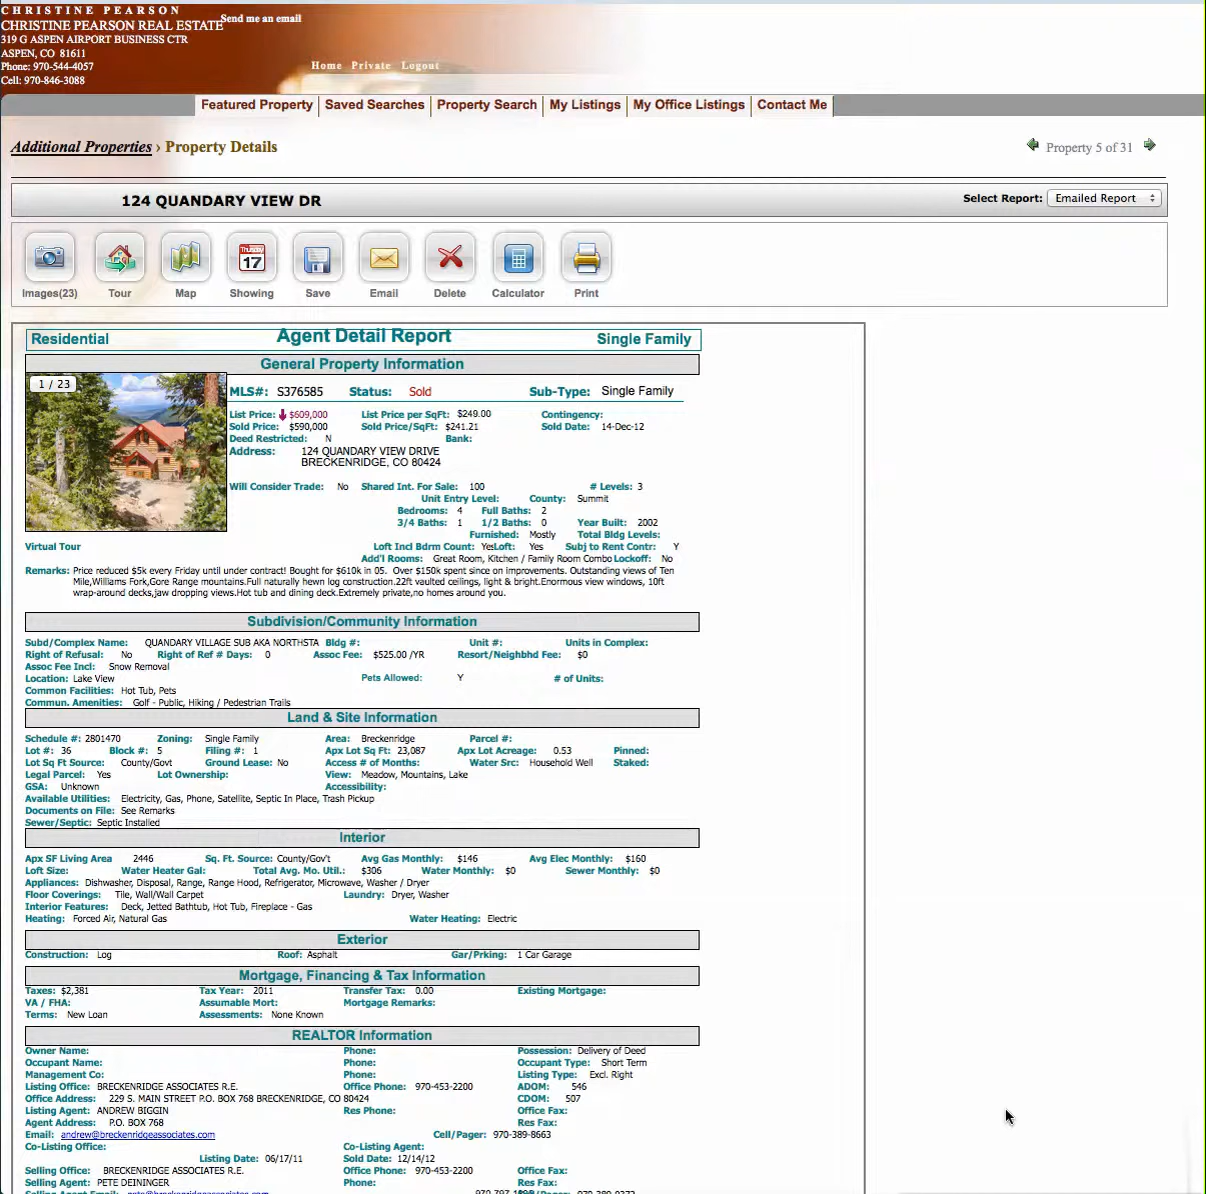 CHRISTINE PEARSON
CHRISTINE PEARSON REAL ESTATE Send me an email
319 G ASPEN AIRPORT BUSINESS CTR
ASPEN, CO 81611
Phone: 970-544-4057
Cell: 970-846-3088
Home Private Logout
Featured Property Saved Searches Property Search My Listings My Office Listings Contact Me
Additional Properties › Property Details Property 5 of 31
124 QUANDARY VIEW DR Select Report: Emailed Report
Thursday
17
Images(23) Tour Map Showing Save Email Delete Calculator Print
Residential Agent Detail Report Single Family
General Property Information
1 / 23
MLS#: S376585 Status: Sold Sub-Type: Single Family
List Price: $609,000 List Price per SqFt: $249.00 Contingency:
Sold Price: $590,000 Sold Price/SqFt: $241.21 Sold Date: 14-Dec-12
Deed Restricted: N Bank:
Address: 124 QUANDARY VIEW DRIVE
BRECKENRIDGE, CO 80424
Will Consider Trade: No Shared Int. For Sale: 100 # Levels: 3
Unit Entry Level: County: Summit
Bedrooms: 4 Full Baths: 2
3/4 Baths: 1 1/2 Baths: 0 Year Built: 2002
Furnished: Mostly Total Bldg Levels:
Virtual Tour Loft Incl Bdrm Count: Yes Loft: Yes Subj to Rent Contr: Y
Add'l Rooms: Great Room, Kitchen / Family Room Combo Lockoff: No
Remarks: Price reduced $5k every Friday until under contract! Bought for $610k in 05. Over $150k spent since on improvements. Outstanding views of Ten
Mile,Williams Fork,Gore Range mountains.Full naturally hewn log construction.22ft vaulted ceilings, light & bright.Enormous view windows, 10ft
wrap-around decks,jaw dropping views.Hot tub and dining deck.Extremely private,no homes around you.
Subdivision/Community Information
Subd/Complex Name: QUANDARY VILLAGE SUB AKA NORTHSTA Bldg #: Unit #: Units in Complex:
Right of Refusal: No Right of Ref # Days: 0 Assoc Fee: $525.00 /YR Resort/Neighbhd Fee: $0
Assoc Fee Incl: Snow Removal
Location: Lake View Pets Allowed: Y # of Units:
Common Facilities: Hot Tub, Pets
Commun. Amenities: Golf - Public, Hiking / Pedestrian Trails
Land & Site Information
Schedule #: 2801470 Zoning: Single Family Area: Breckenridge Parcel #:
Lot #: 36 Block #: 5 Filing #: 1 Apx Lot Sq Ft: 23,087 Apx Lot Acreage: 0.53 Pinned:
Lot Sq Ft Source: County/Govt Ground Lease: No Access # of Months: Water Src: Household Well Staked:
Legal Parcel: Yes Lot Ownership: View: Meadow, Mountains, Lake
GSA: Unknown Accessibility:
Available Utilities: Electricity, Gas, Phone, Satellite, Septic In Place, Trash Pickup
Documents on File: See Remarks
Sewer/Septic: Septic Installed
Interior
Apx SF Living Area 2446 Sq. Ft. Source: County/Gov't Avg Gas Monthly: $146 Avg Elec Monthly: $160
Loft Size: Water Heater Gal: Total Avg. Mo. Util.: $306 Water Monthly: $0 Sewer Monthly: $0
Appliances: Dishwasher, Disposal, Range, Range Hood, Refrigerator, Microwave, Washer / Dryer
Floor Coverings: Tile, Wall/Wall Carpet Laundry: Dryer, Washer
Interior Features: Deck, Jetted Bathtub, Hot Tub, Fireplace - Gas
Heating: Forced Air, Natural Gas Water Heating: Electric
Exterior
Construction: Log Roof: Asphalt Gar/Prking: 1 Car Garage
Mortgage, Financing & Tax Information
Taxes: $2,381 Tax Year: 2011 Transfer Tax: 0.00 Existing Mortgage:
VA / FHA: Assumable Mort: Mortgage Remarks:
Terms: New Loan Assessments: None Known
REALTOR Information
Owner Name: Phone: Possession: Delivery of Deed
Occupant Name: Phone: Occupant Type: Short Term
Management Co: Phone: Listing Type: Excl. Right
Listing Office: BRECKENRIDGE ASSOCIATES R.E. Office Phone: 970-453-2200 ADOM: 546
Office Address: 229 S. MAIN STREET P.O. BOX 768 BRECKENRIDGE, CO 80424 CDOM: 507
Listing Agent: ANDREW BIGGIN Res Phone: Office Fax:
Agent Address: P.O. BOX 768 Res Fax:
Email: andrew@breckenridgeassociates.com Cell/Pager: 970-389-8663
Co-Listing Office: Co-Listing Agent:
Listing Date: 06/17/11 Sold Date: 12/14/12
Selling Office: BRECKENRIDGE ASSOCIATES R.E. Office Phone: 970-453-2200 Office Fax:
Selling Agent: PETE DEININGER Phone: Res Fax: